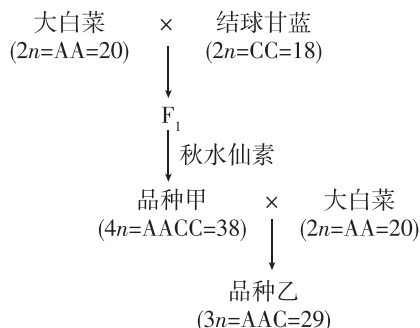 大白菜 × 结球甘蓝
(2n=AA=20) (2n=CC=18)
F₁
秋水仙素
品种甲 × 大白菜
(4n=AACC=38) (2n=AA=20)
品种乙
(3n=AAC=29)